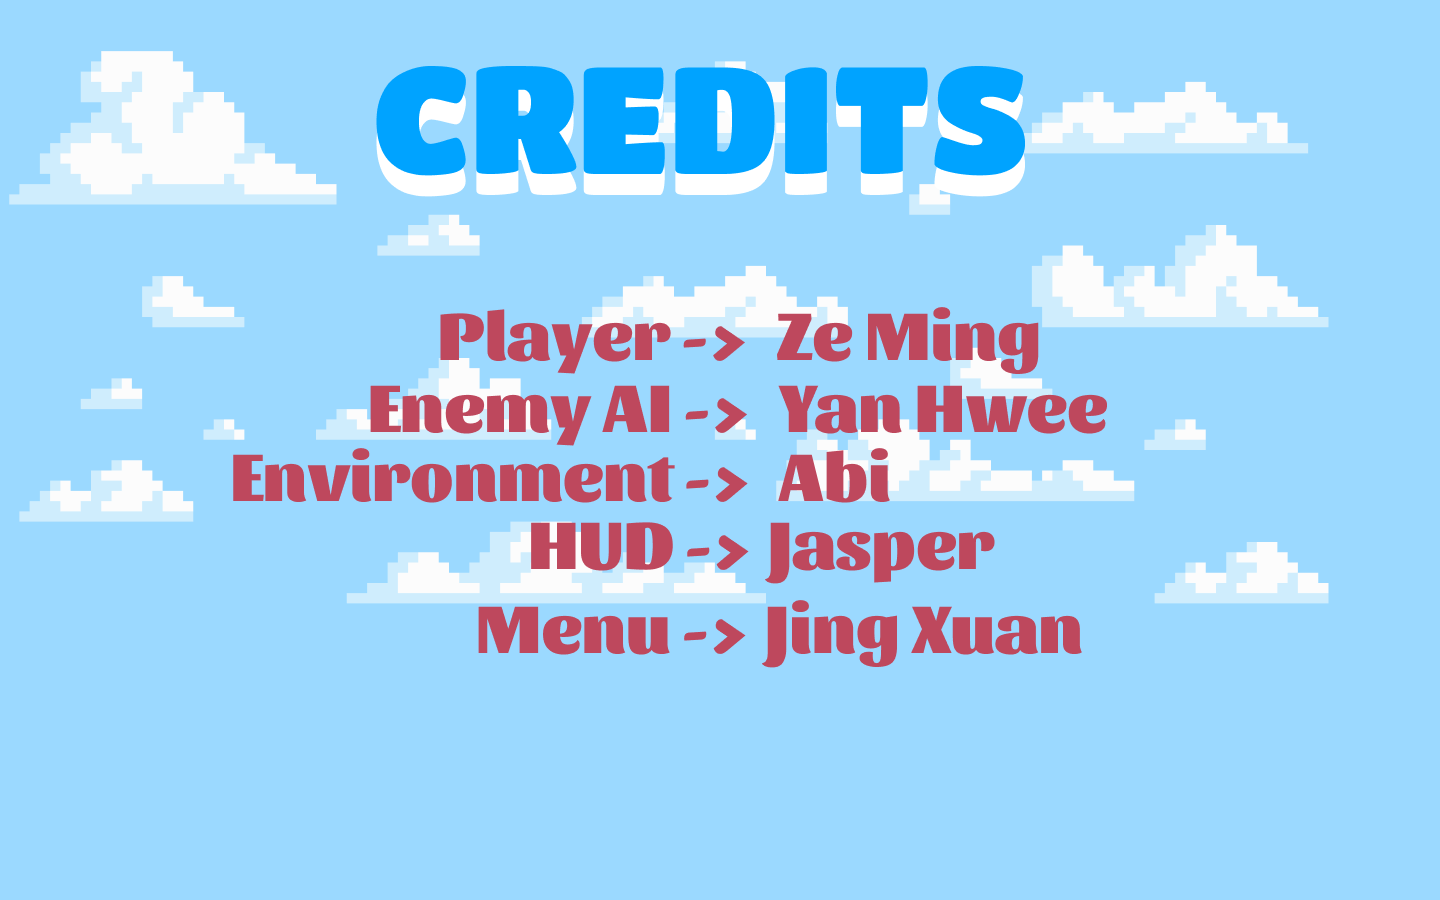 CREDITS
Player -> Ze Ming
Enemy AI -> Yan Hwee
Environment -> Abi
HUD -> Jasper
Menu -> Jing Xuan